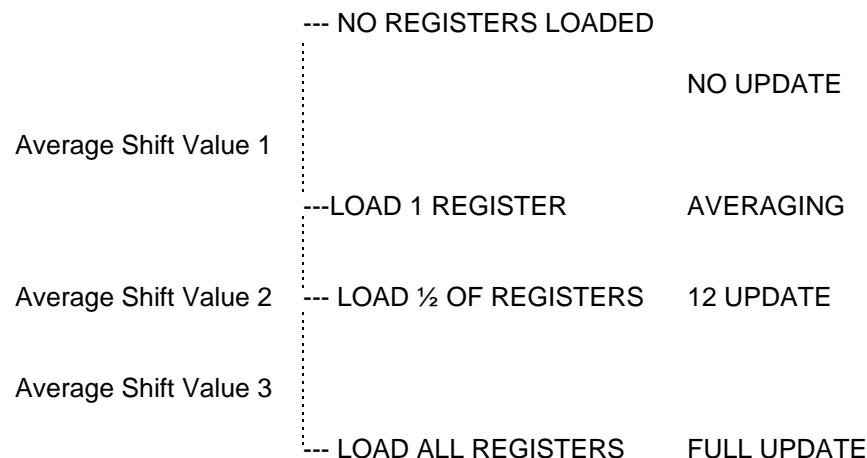 --- NO REGISTERS LOADED
NO UPDATE
Average Shift Value 1
---LOAD 1 REGISTER AVERAGING
Average Shift Value 2 --- LOAD ½ OF REGISTERS 12 UPDATE
Average Shift Value 3
--- LOAD ALL REGISTERS FULL UPDATE